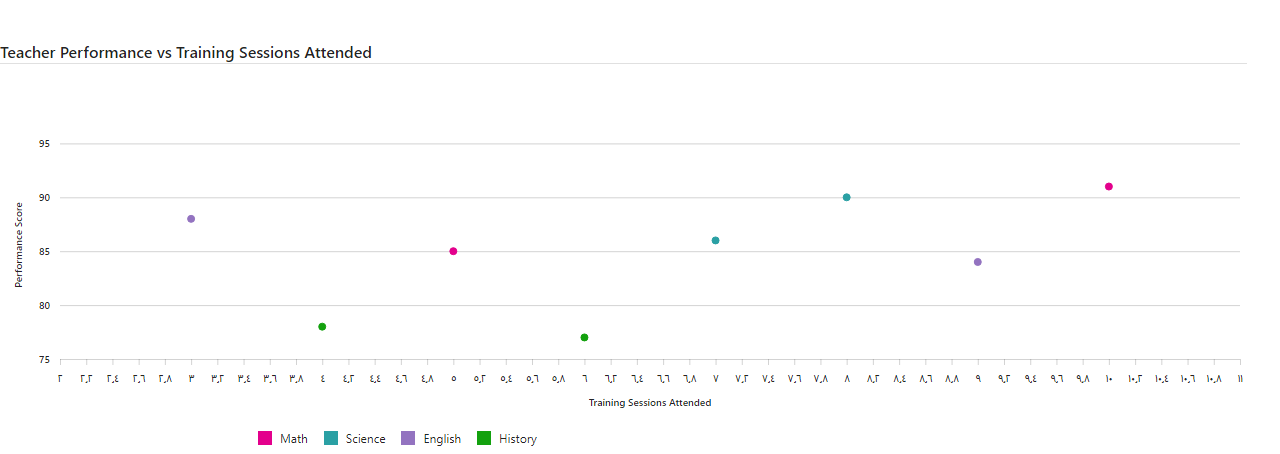 Teacher Performance vs Training Sessions Attended
95
90
85
80
75
Performance Score
٢ ٢,٢ ٢,٤ ٢,٦ ٢,٨ ٣ ٣,٢ ٣,٤ ٣,٦ ٣,٨ ٤ ٤,٢ ٤,٤ ٤,٦ ٤,٨ ٥ ٥,٢ ٥,٤ ٥,٦ ٥,٨ ٦ ٦,٢ ٦,٤ ٦,٦ ٦,٨ ٧ ٧,٢ ٧,٤ ٧,٦ ٧,٨ ٨ ٨,٢ ٨,٤ ٨,٦ ٨,٨ ٩ ٩,٢ ٩,٤ ٩,٦ ٩,٨ ١٠ ١٠,٢ ١٠,٤ ١٠,٦ ١٠,٨ ١١
Training Sessions Attended
Math Science English History